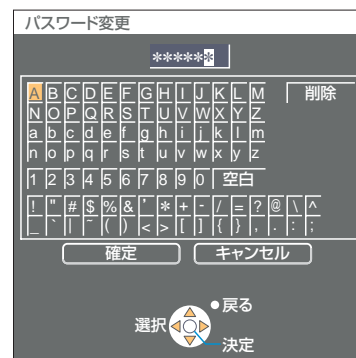 パスワード変更
******
A B C D E F G H I J K L M 削除
N O P Q R S T U V W X Y Z
a b c d e f g h i j k l m
n o p q r s t u v w x y z
1 2 3 4 5 6 7 8 9 0 空白
! " # $ % & ' * + - / = ? @ \ ^
_ ` | ~ ( ) < > [ ] { } , . : ;
確定 キャンセル
●戻る
選択
決定